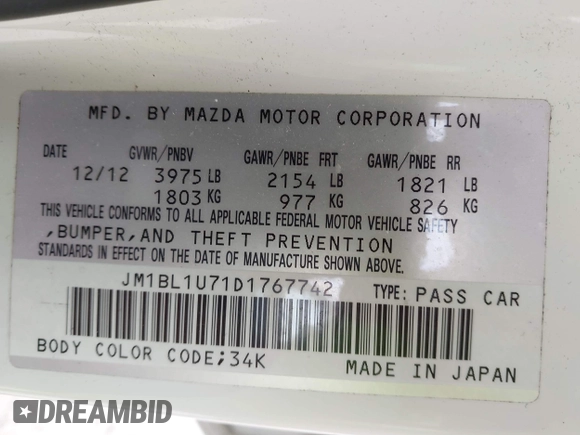 MFD. BY MAZDA MOTOR CORPORATION
DATE GVWR/PNBV GAWR/PNBE FRT GAWR/PNBE RR
12/12 3975 LB 2154 LB 1821 LB
1803 KG 977 KG 826 KG
THIS VEHICLE CONFORMS TO ALL APPLICABLE FEDERAL MOTOR VEHICLE SAFETY
,BUMPER,AND THEFT PREVENTION
STANDARDS IN EFFECT ON THE DATE OF MANUFACTURE SHOWN ABOVE.
JM1BL1U71D1767742 TYPE: PASS CAR
BODY COLOR CODE;34K MADE IN JAPAN
DREAMBID